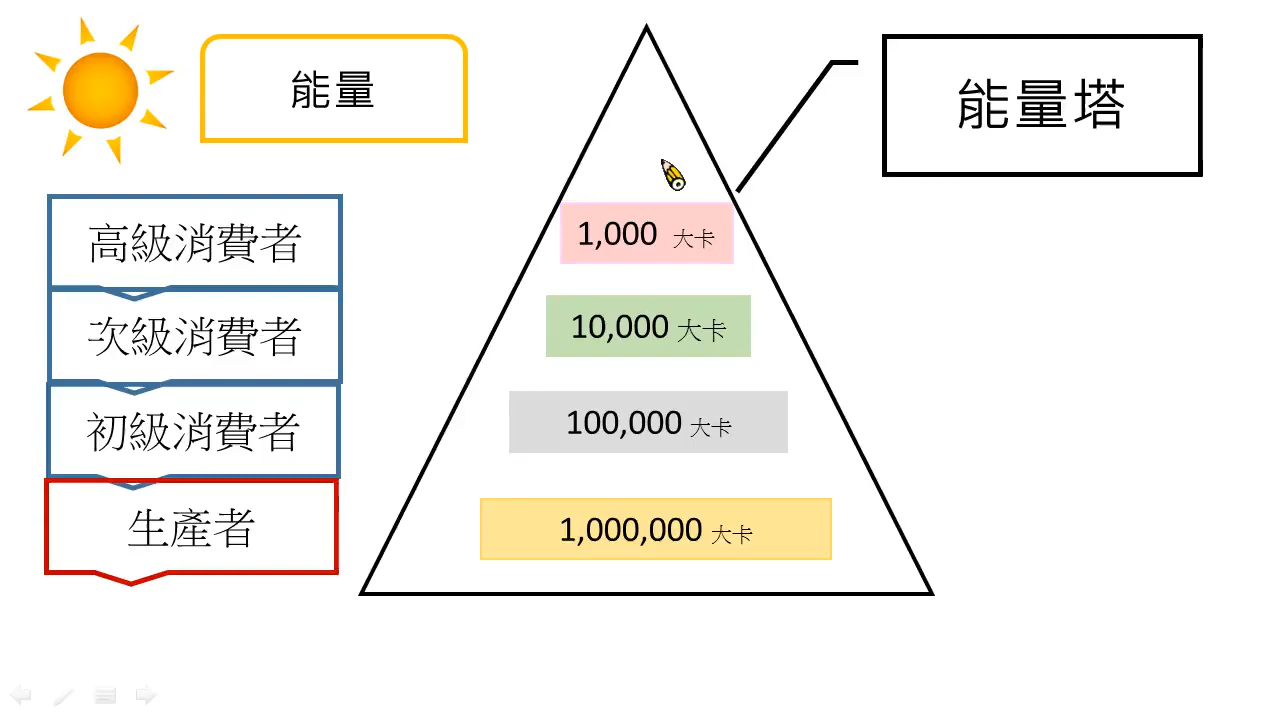 能量
能量塔
高級消費者
1,000 大卡
次級消費者
10,000 大卡
初級消費者
100,000 大卡
生產者
1,000,000 大卡